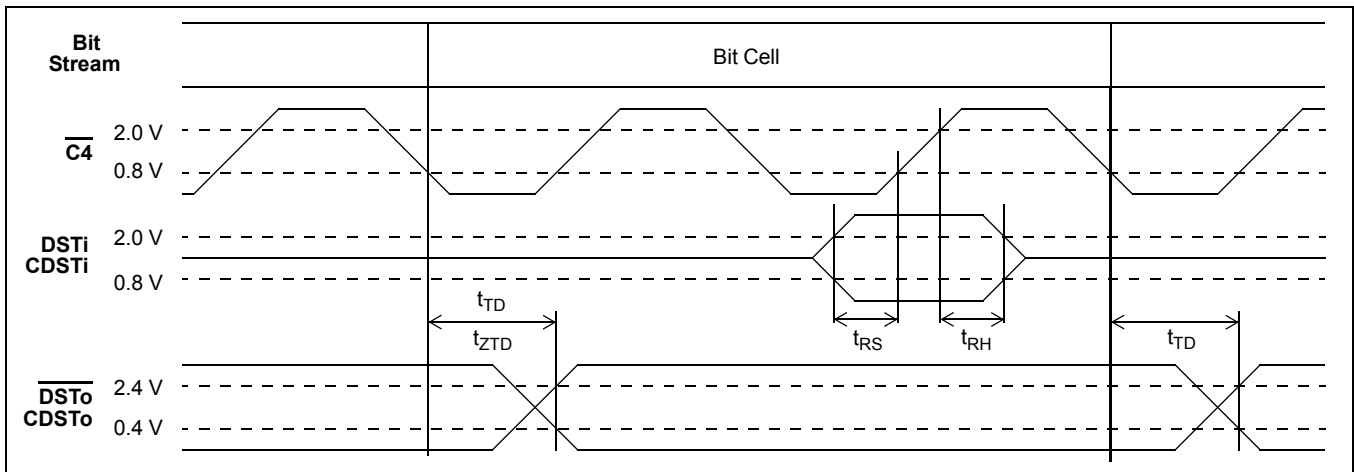 Bit
Stream
Bit Cell
C4
2.0 V
0.8 V
DSTi
CDSTi
2.0 V
0.8 V
tTD
tZTD
tRS
tRH
tTD
DSTo
CDSTo
2.4 V
0.4 V